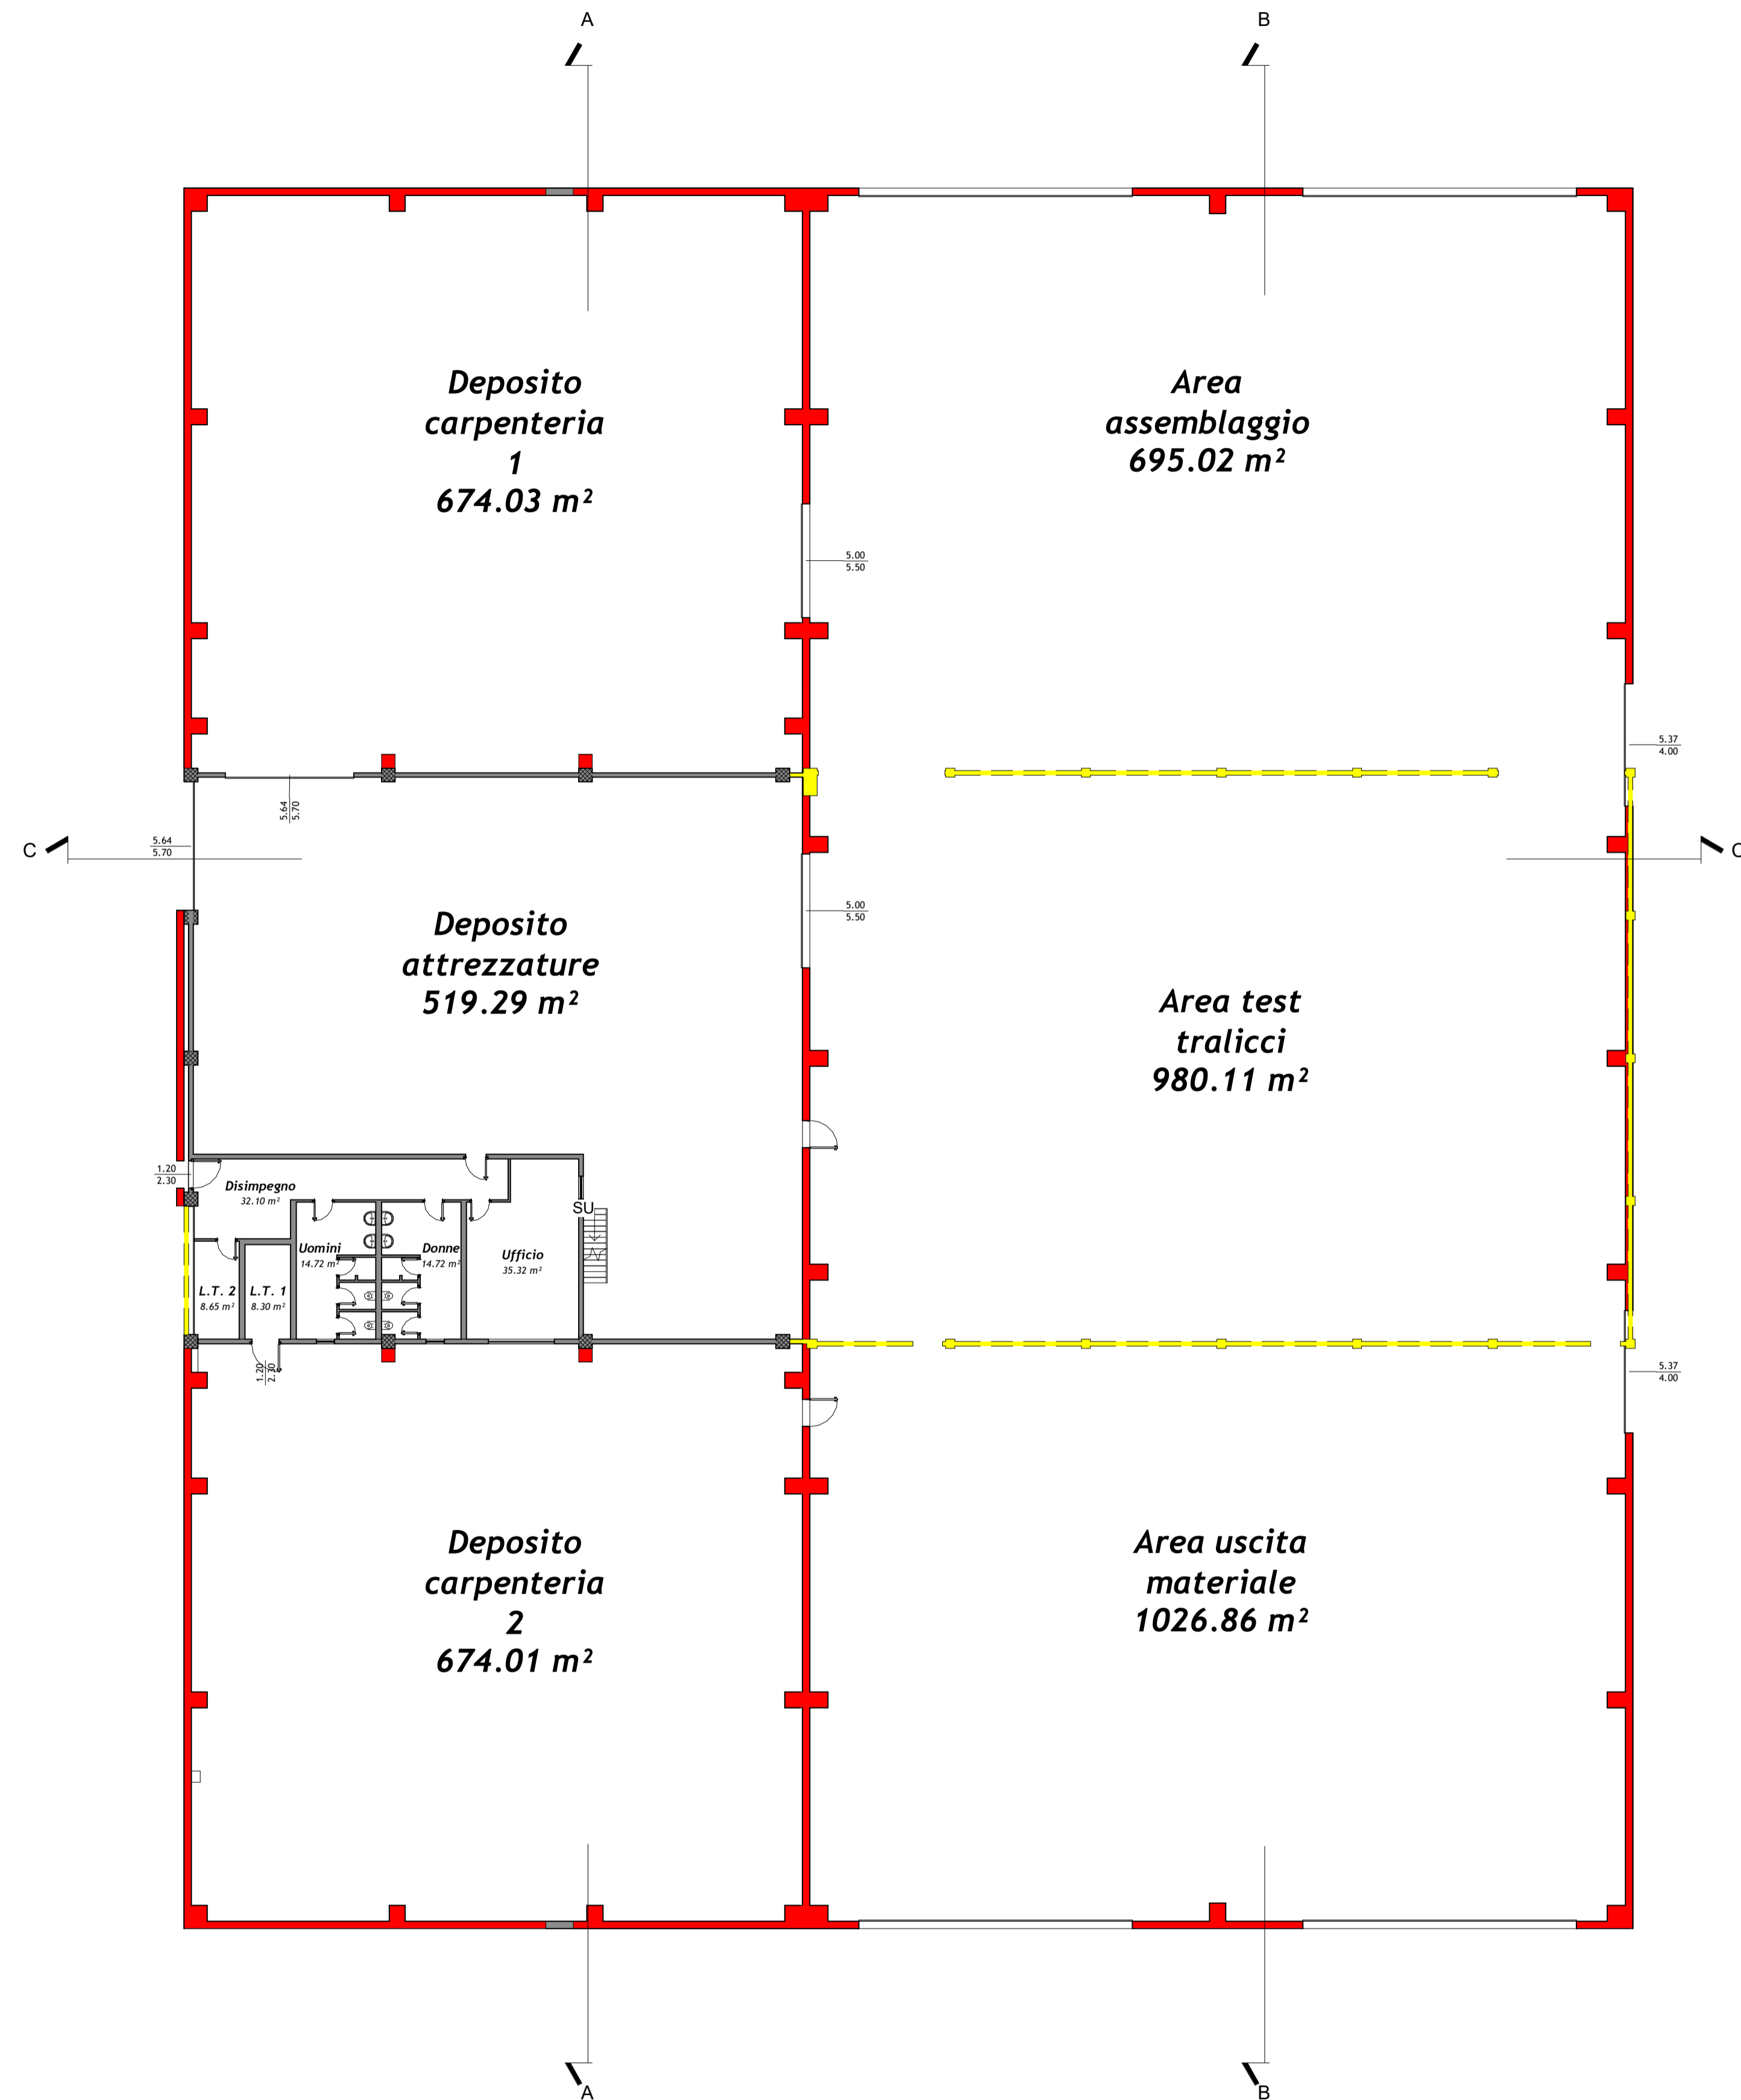 A
B
Deposito
carpenteria
1
674.03 m²
Area
assemblaggio
695.02 m²
5.00
5.50
5.37
4.00
5.64
5.70
C
5.64
5.70
C
Deposito
attrezzature
519.29 m²
5.00
5.50
Area test
tralicci
980.11 m²
1.20
2.30
Disimpegno
32.10 m²
SU
Uomini
14.72 m²
Donne
14.72 m²
Ufficio
35.32 m²
L.T. 2
8.65 m²
L.T. 1
8.30 m²
1.20
2.30
5.37
4.00
Deposito
carpenteria
2
674.01 m²
Area uscita
materiale
1026.86 m²
A
B